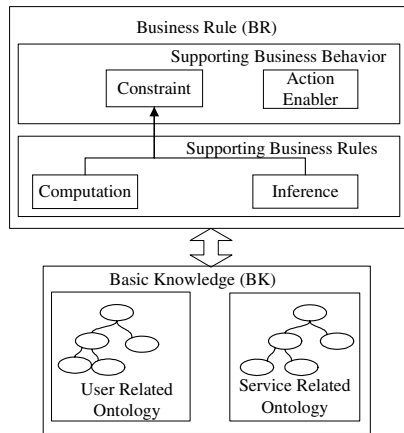 Business Rule (BR)
Supporting Business Behavior
Constraint
Action
Enabler
Supporting Business Rules
Computation
Inference
Basic Knowledge (BK)
User Related
Ontology
Service Related
Ontology